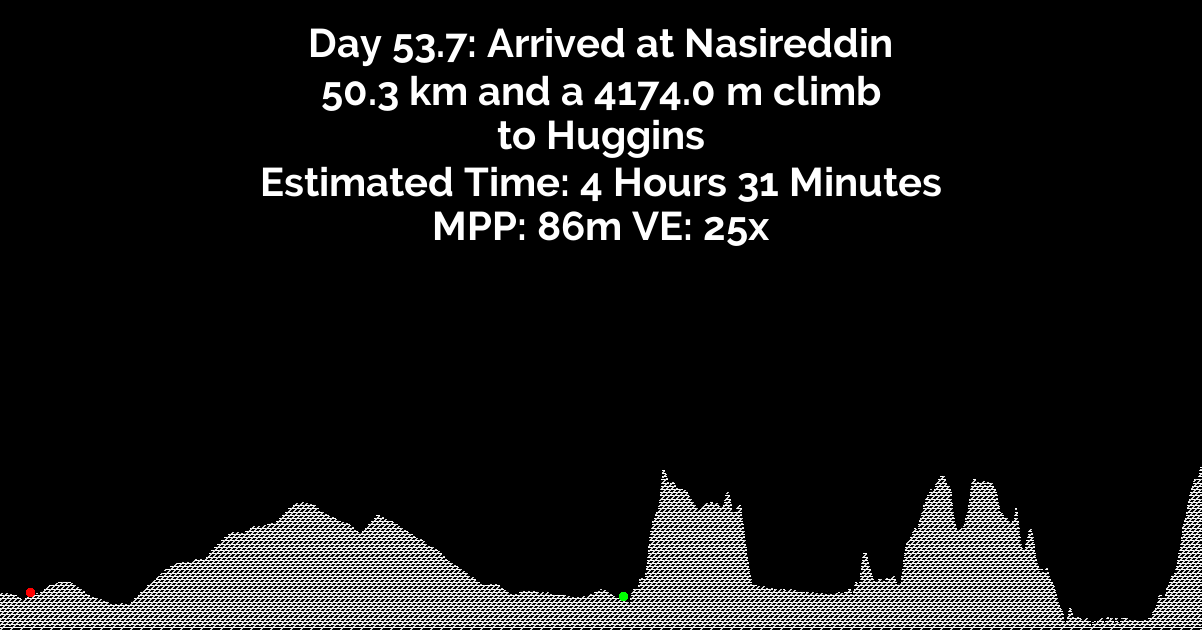 Day 53.7: Arrived at Nasireddin
50.3 km and a 4174.0 m climb
to Huggins
Estimated Time: 4 Hours 31 Minutes
MPP: 86m VE: 25x